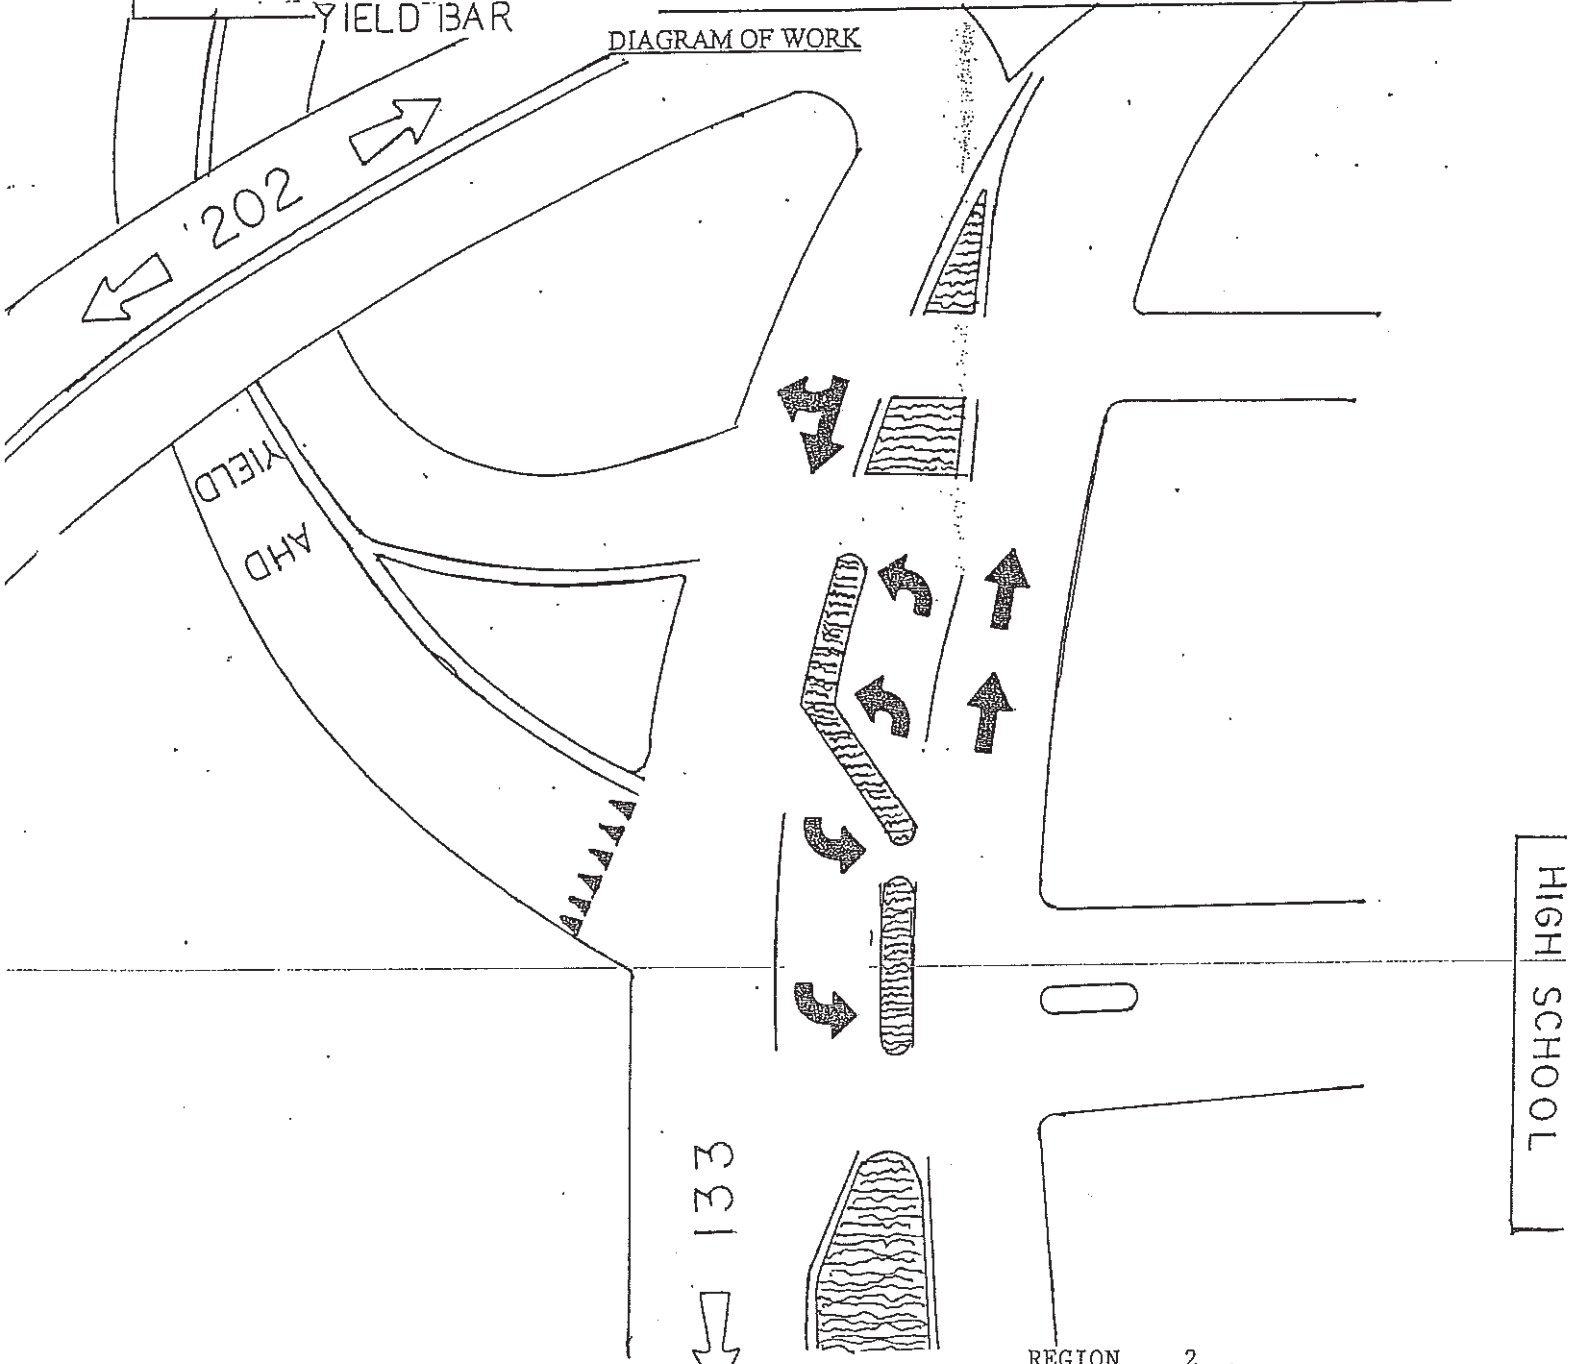 YIELD BAR
DIAGRAM OF WORK
202
YIELD
AHD
HIGH SCHOOL
133
REGION 2